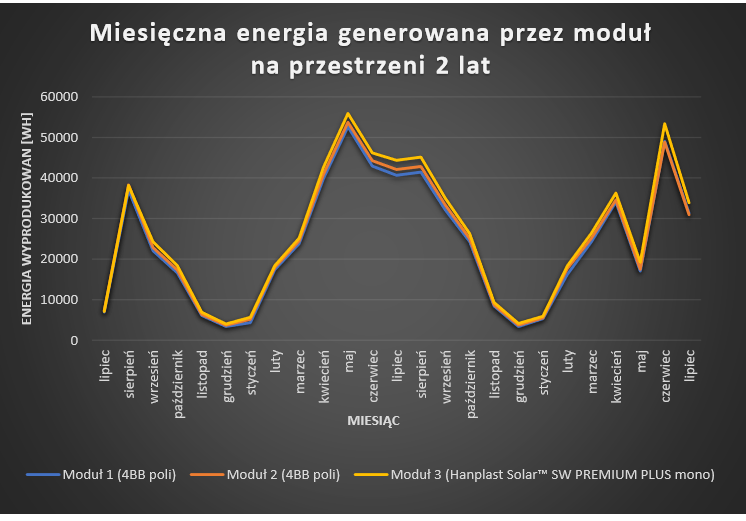 Miesięczna energia generowana przez moduł
na przestrzeni 2 lat
ENERGIA WYPRODUKOWAN [WH]
60000
50000
40000
30000
20000
10000
0
lipiec
sierpień
wrzesień
październik
listopad
grudzień
styczeń
luty
marzec
kwiecień
maj
czerwiec
lipiec
sierpień
wrzesień
październik
listopad
grudzień
styczeń
luty
marzec
kwiecień
maj
czerwiec
lipiec
MIESIĄC
Moduł 1 (4BB poli) Moduł 2 (4BB poli) Moduł 3 (Hanplast Solar™ SW PREMIUM PLUS mono)